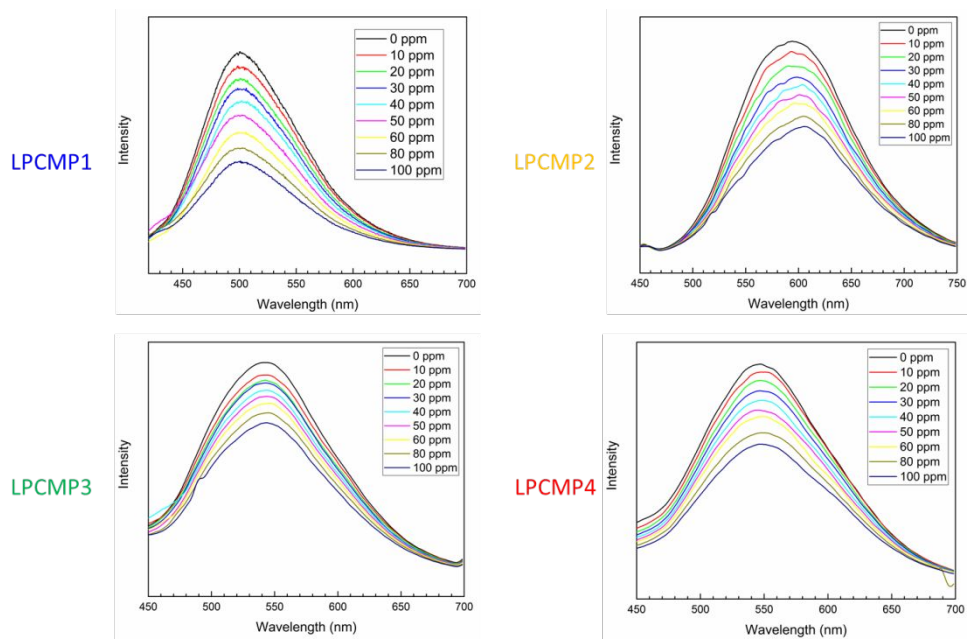 LPCMP1
Intensity
0 ppm
10 ppm
20 ppm
30 ppm
40 ppm
50 ppm
60 ppm
80 ppm
100 ppm
450 500 550 600 650 700
Wavelength (nm)
LPCMP2
Intensity
0 ppm
10 ppm
20 ppm
30 ppm
40 ppm
50 ppm
60 ppm
80 ppm
100 ppm
450 500 550 600 650 700 750
Wavelength (nm)
LPCMP3
Intensity
0 ppm
10 ppm
20 ppm
30 ppm
40 ppm
50 ppm
60 ppm
80 ppm
100 ppm
450 500 550 600 650 700
Wavelength (nm)
LPCMP4
Intensity
0 ppm
10 ppm
20 ppm
30 ppm
40 ppm
50 ppm
60 ppm
80 ppm
100 ppm
450 500 550 600 650 700
Wavelength (nm)